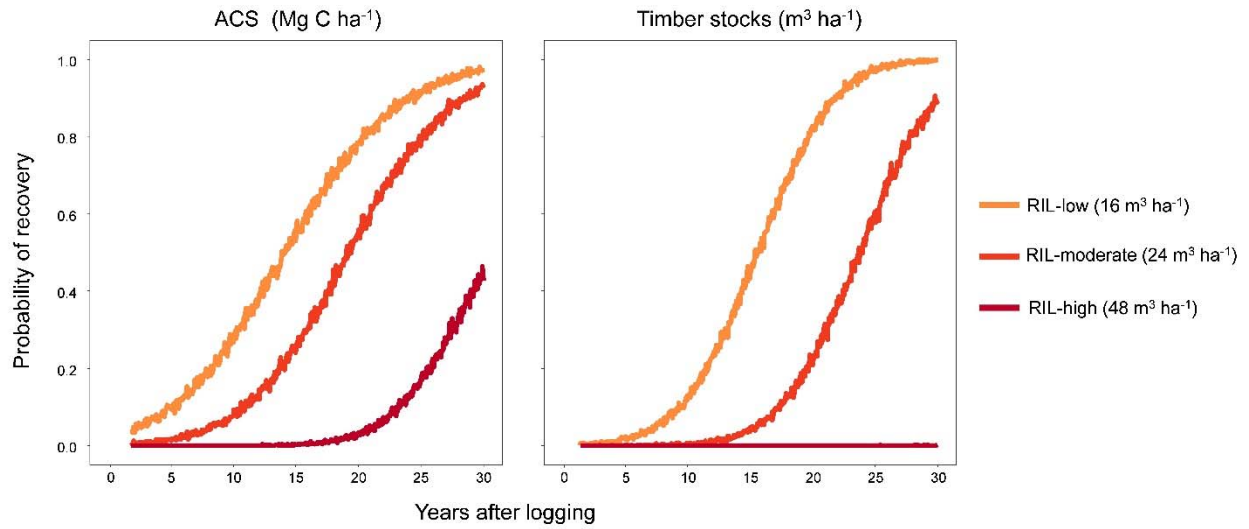 ACS (Mg C ha⁻¹)
Timber stocks (m³ ha⁻¹)
Probability of recovery
1.0
0.8
0.6
0.4
0.2
0.0
0 5 10 15 20 25 30
0 5 10 15 20 25 30
Years after logging
RIL-low (16 m³ ha⁻¹)
RIL-moderate (24 m³ ha⁻¹)
RIL-high (48 m³ ha⁻¹)